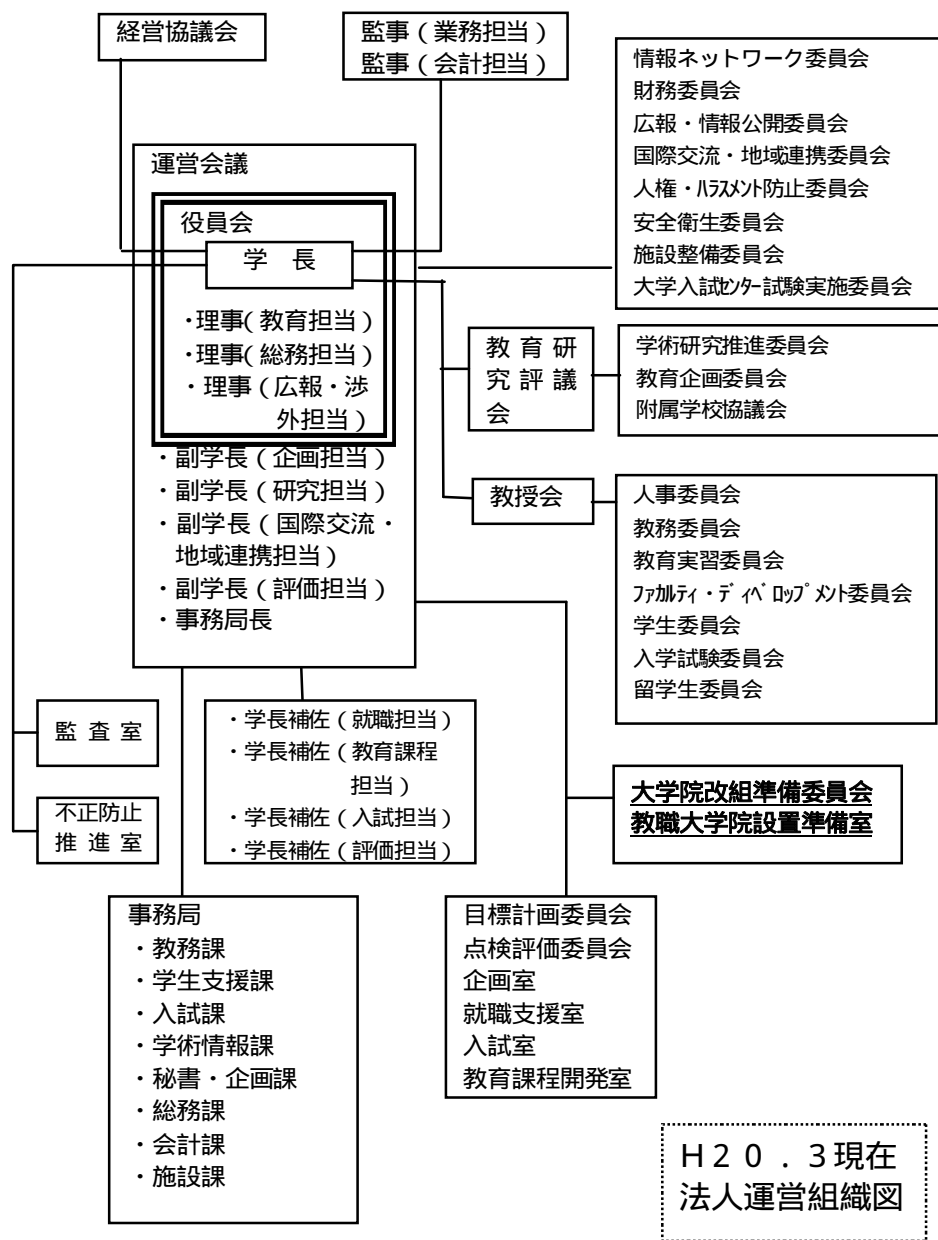 経営協議会
監事（業務担当）
監事（会計担当）
情報ネットワーク委員会
財務委員会
広報・情報公開委員会
国際交流・地域連携委員会
人権・ﾊﾗｽﾒﾝﾄ防止委員会
安全衛生委員会
施設整備委員会
大学入試ｾﾝﾀｰ試験実施委員会
運営会議
役員会
学　長
・理事（教育担当）
・理事（総務担当）
・理事（広報・渉
外担当）
・副学長（企画担当）
・副学長（研究担当）
・副学長（国際交流・
地域連携担当）
・副学長（評価担当）
・事務局長
教 育 研
究 評 議
会
学術研究推進委員会
教育企画委員会
附属学校協議会
教授会
人事委員会
教務委員会
教育実習委員会
ﾌｧｶﾙﾃｨ・ﾃﾞｨﾍﾞﾛｯﾌﾟﾒﾝﾄ委員会
学生委員会
入学試験委員会
留学生委員会
監 査 室
不正防止
推 進 室
・学長補佐（就職担当）
・学長補佐（教育課程
担当）
・学長補佐（入試担当）
・学長補佐（評価担当）
大学院改組準備委員会
教職大学院設置準備室
事務局
・教務課
・学生支援課
・入試課
・学術情報課
・秘書・企画課
・総務課
・会計課
・施設課
目標計画委員会
点検評価委員会
企画室
就職支援室
入試室
教育課程開発室
Ｈ２０．３現在
法人運営組織図